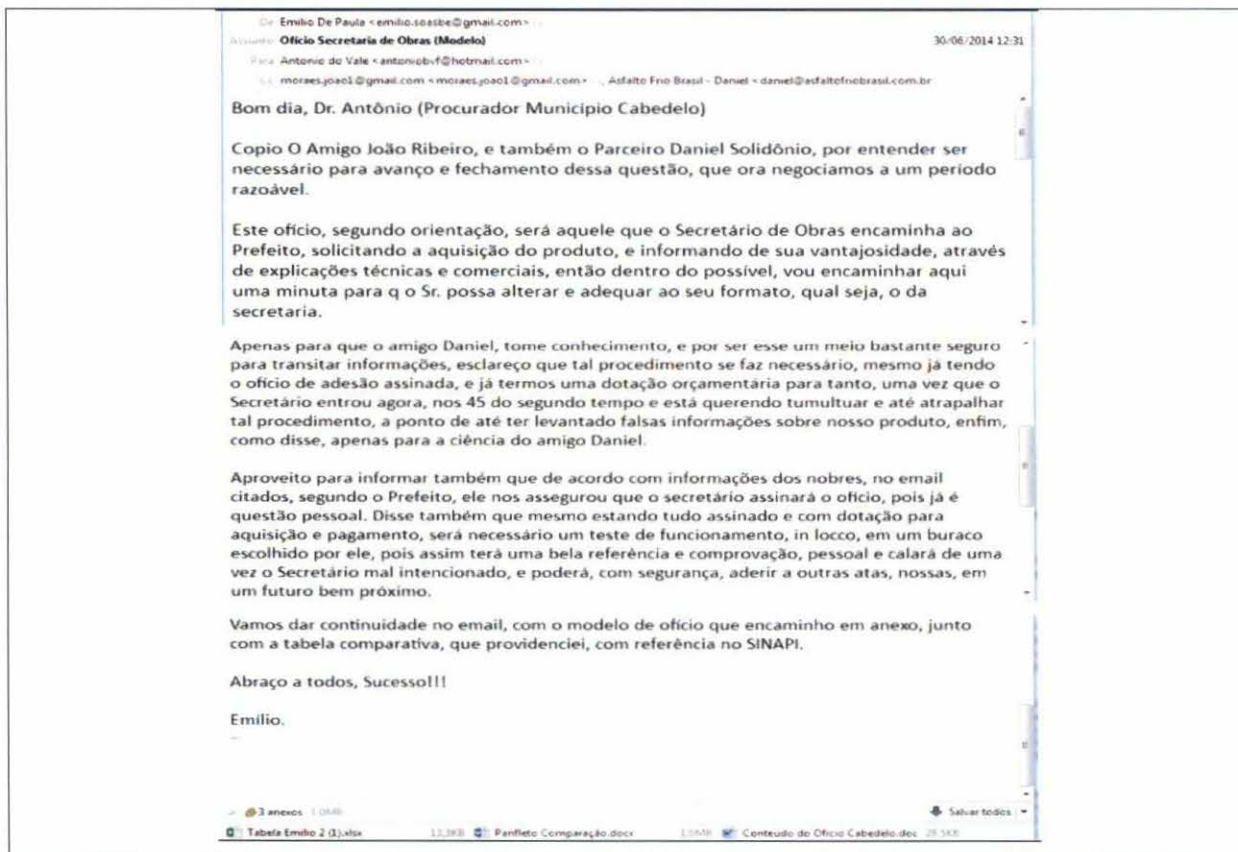 De Emilio De Paula <emilio.soasbe@gmail.com>
Assunto Ofício Secretaria de Obras (Modelo) 30/06/2014 12:31
Para Antonio do Vale <antoniobvf@hotmail.com>
moraes.joao1@gmail.com <moraes.joao1@gmail.com> , Asfalto Frio Brasil - Daniel <daniel@asfaltofriobrasil.com.br
Bom dia, Dr. Antônio (Procurador Município Cabedelo)
Copio O Amigo João Ribeiro, e também o Parceiro Daniel Solidônio, por entender ser
necessário para avanço e fechamento dessa questão, que ora negociamos a um período
razoável.
Este ofício, segundo orientação, será aquele que o Secretário de Obras encaminha ao
Prefeito, solicitando a aquisição do produto, e informando de sua vantajosidade, através
de explicações técnicas e comerciais, então dentro do possível, vou encaminhar aqui
uma minuta para q o Sr. possa alterar e adequar ao seu formato, qual seja, o da
secretaria.
Apenas para que o amigo Daniel, tome conhecimento, e por ser esse um meio bastante seguro
para transitar informações, esclareço que tal procedimento se faz necessário, mesmo já tendo
o ofício de adesão assinada, e já termos uma dotação orçamentária para tanto, uma vez que o
Secretário entrou agora, nos 45 do segundo tempo e está querendo tumultuar e até atrapalhar
tal procedimento, a ponto de até ter levantado falsas informações sobre nosso produto, enfim,
como disse, apenas para a ciência do amigo Daniel.
Aproveito para informar também que de acordo com informações dos nobres, no email
citados, segundo o Prefeito, ele nos assegurou que o secretário assinará o ofício, pois já é
questão pessoal. Disse também que mesmo estando tudo assinado e com dotação para
aquisição e pagamento, será necessário um teste de funcionamento, in locco, em um buraco
escolhido por ele, pois assim terá uma bela referência e comprovação, pessoal e calará de uma
vez o Secretário mal intencionado, e poderá, com segurança, aderir a outras atas, nossas, em
um futuro bem próximo.
Vamos dar continuidade no email, com o modelo de ofício que encaminho em anexo, junto
com a tabela comparativa, que providenciei, com referência no SINAPI.
Abraço a todos, Sucesso!!!
Emílio.
3 anexos 1,0MB Salvar todos
Tabela Emilio 2 (1).xlsx 13,3KB Panfleto Comparação.docx 1,0MB Conteudo do Oficio Cabedelo.doc 29,5KB